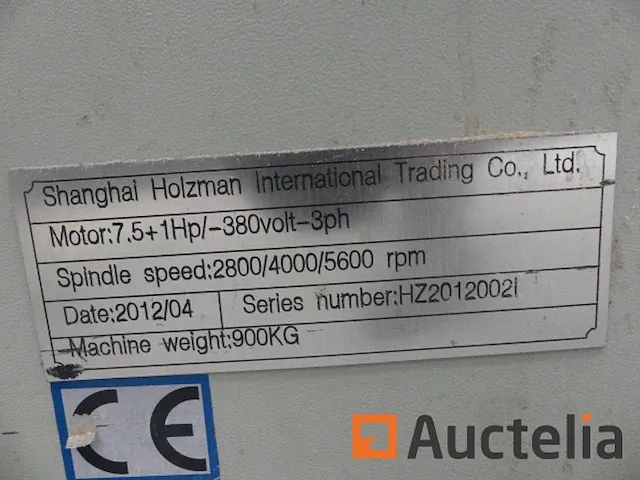 Shanghai Holzman International Trading Co., Ltd.
Motor:7.5+1Hp/-380volt-3ph
Spindle speed:2800/4000/5600 rpm
Date:2012/04 Series number:HZ2012002I
Machine weight:900KG
CE
Auctelia